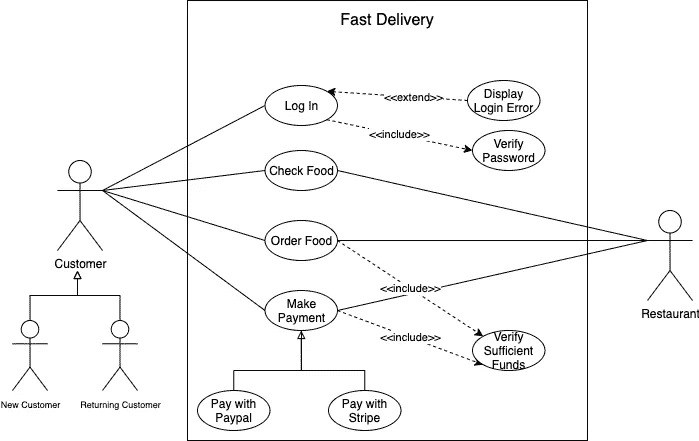 Fast Delivery
Log In
<<extend>>
Display
Login Error
<<include>>
Verify
Password
Check Food
Customer
Order Food
Restaurant
<<include>>
Make
Payment
<<include>>
Verify
Sufficient
Funds
New Customer
Returning Customer
Pay with
Paypal
Pay with
Stripe